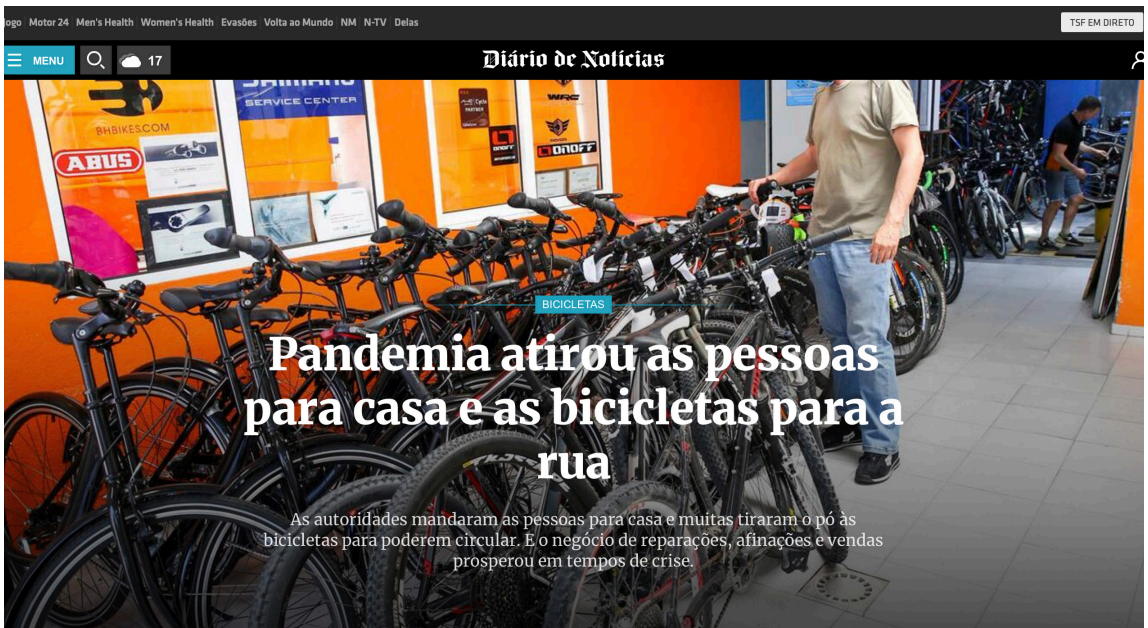 Jogo Motor 24 Men's Health Women's Health Evasões Volta ao Mundo NM N-TV Delas
TSF EM DIRETO
MENU
17
Diário de Notícias
SHIMANO
SERVICE CENTER
BHBIKES.COM
ABUS
PARTNER
WRC
ONOFF
ONOFF
BICICLETAS
Pandemia atirou as pessoas
para casa e as bicicletas para a
rua
As autoridades mandaram as pessoas para casa e muitas tiraram o pó às
bicicletas para poderem circular. E o negócio de reparações, afinações e vendas
prosperou em tempos de crise.